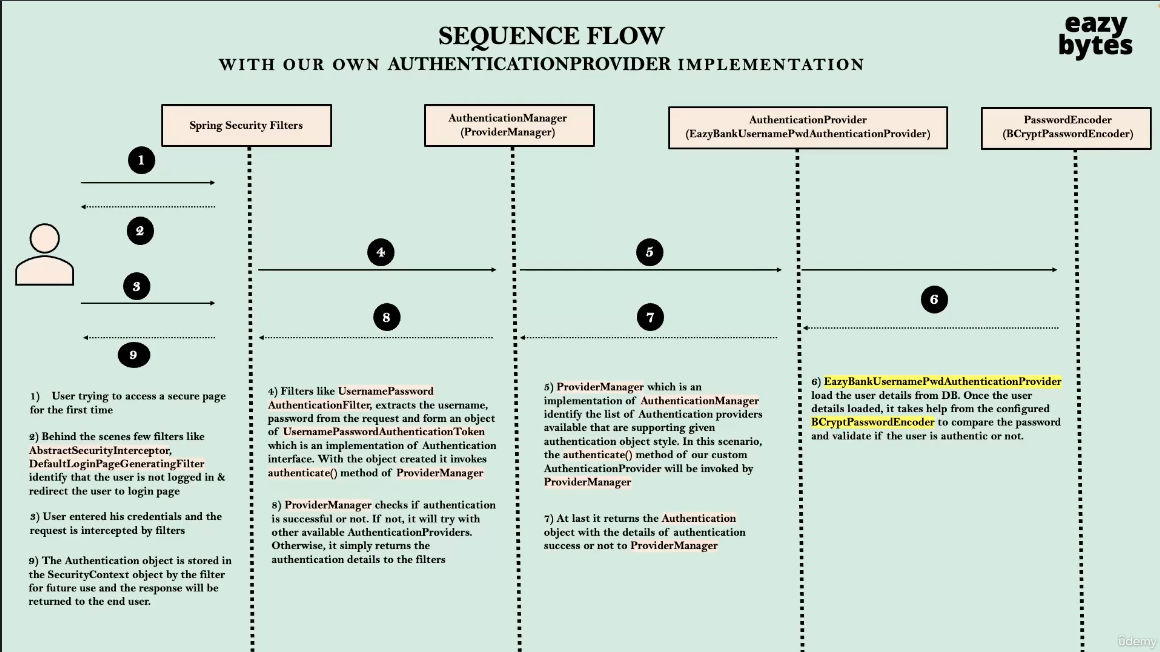 SEQUENCE FLOW
WITH OUR OWN AUTHENTICATIONPROVIDER IMPLEMENTATION
eazy
bytes
Spring Security Filters
AuthenticationManager
(ProviderManager)
AuthenticationProvider
(EazyBankUsernamePwdAuthenticationProvider)
PasswordEncoder
(BCryptPasswordEncoder)
1
2
3
9
4
8
5
7
6
1) User trying to access a secure page
for the first time
2) Behind the scenes few filters like
AbstractSecurityInterceptor,
DefaultLoginPageGeneratingFilter
identify that the user is not logged in &
redirect the user to login page
3) User entered his credentials and the
request is intercepted by filters
9) The Authentication object is stored in
the SecurityContext object by the filter
for future use and the response will be
returned to the end user.
4) Filters like UsernamePassword
AuthenticationFilter, extracts the username,
password from the request and form an object
of UsernamePasswordAuthenticationToken
which is an implementation of Authentication
interface. With the object created it invokes
authenticate() method of ProviderManager
8) ProviderManager checks if authentication
is successful or not. If not, it will try with
other available AuthenticationProviders.
Otherwise, it simply returns the
authentication details to the filters
5) ProviderManager which is an
implementation of AuthenticationManager
identify the list of Authentication providers
available that are supporting given
authentication object style. In this scenario,
the authenticate() method of our custom
AuthenticationProvider will be invoked by
ProviderManager
7) At last it returns the Authentication
object with the details of authentication
success or not to ProviderManager
6) EazyBankUsernamePwdAuthenticationProvider
load the user details from DB. Once the user
details loaded, it takes help from the configured
BCryptPasswordEncoder to compare the password
and validate if the user is authentic or not.
ûdemy